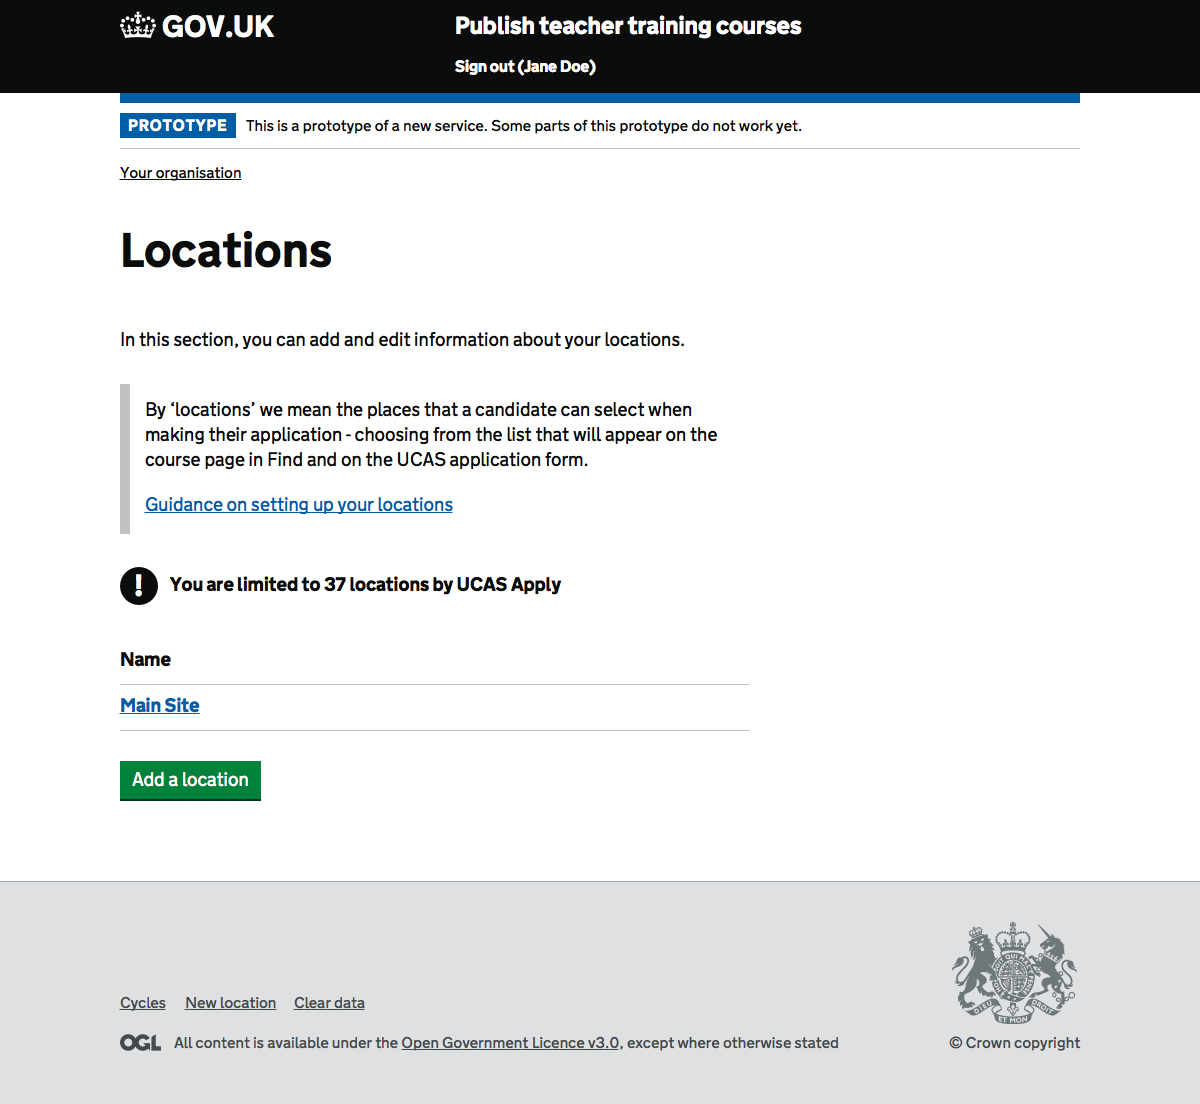 GOV.UK
Publish teacher training courses
Sign out (Jane Doe)
PROTOTYPE This is a prototype of a new service. Some parts of this prototype do not work yet.
Your organisation
Locations
In this section, you can add and edit information about your locations.
By ‘locations’ we mean the places that a candidate can select when
making their application - choosing from the list that will appear on the
course page in Find and on the UCAS application form.
Guidance on setting up your locations
! You are limited to 37 locations by UCAS Apply
Name
Main Site
Add a location
Cycles New location Clear data
DIEU ET MON DROIT
OGL All content is available under the Open Government Licence v3.0, except where otherwise stated
© Crown copyright